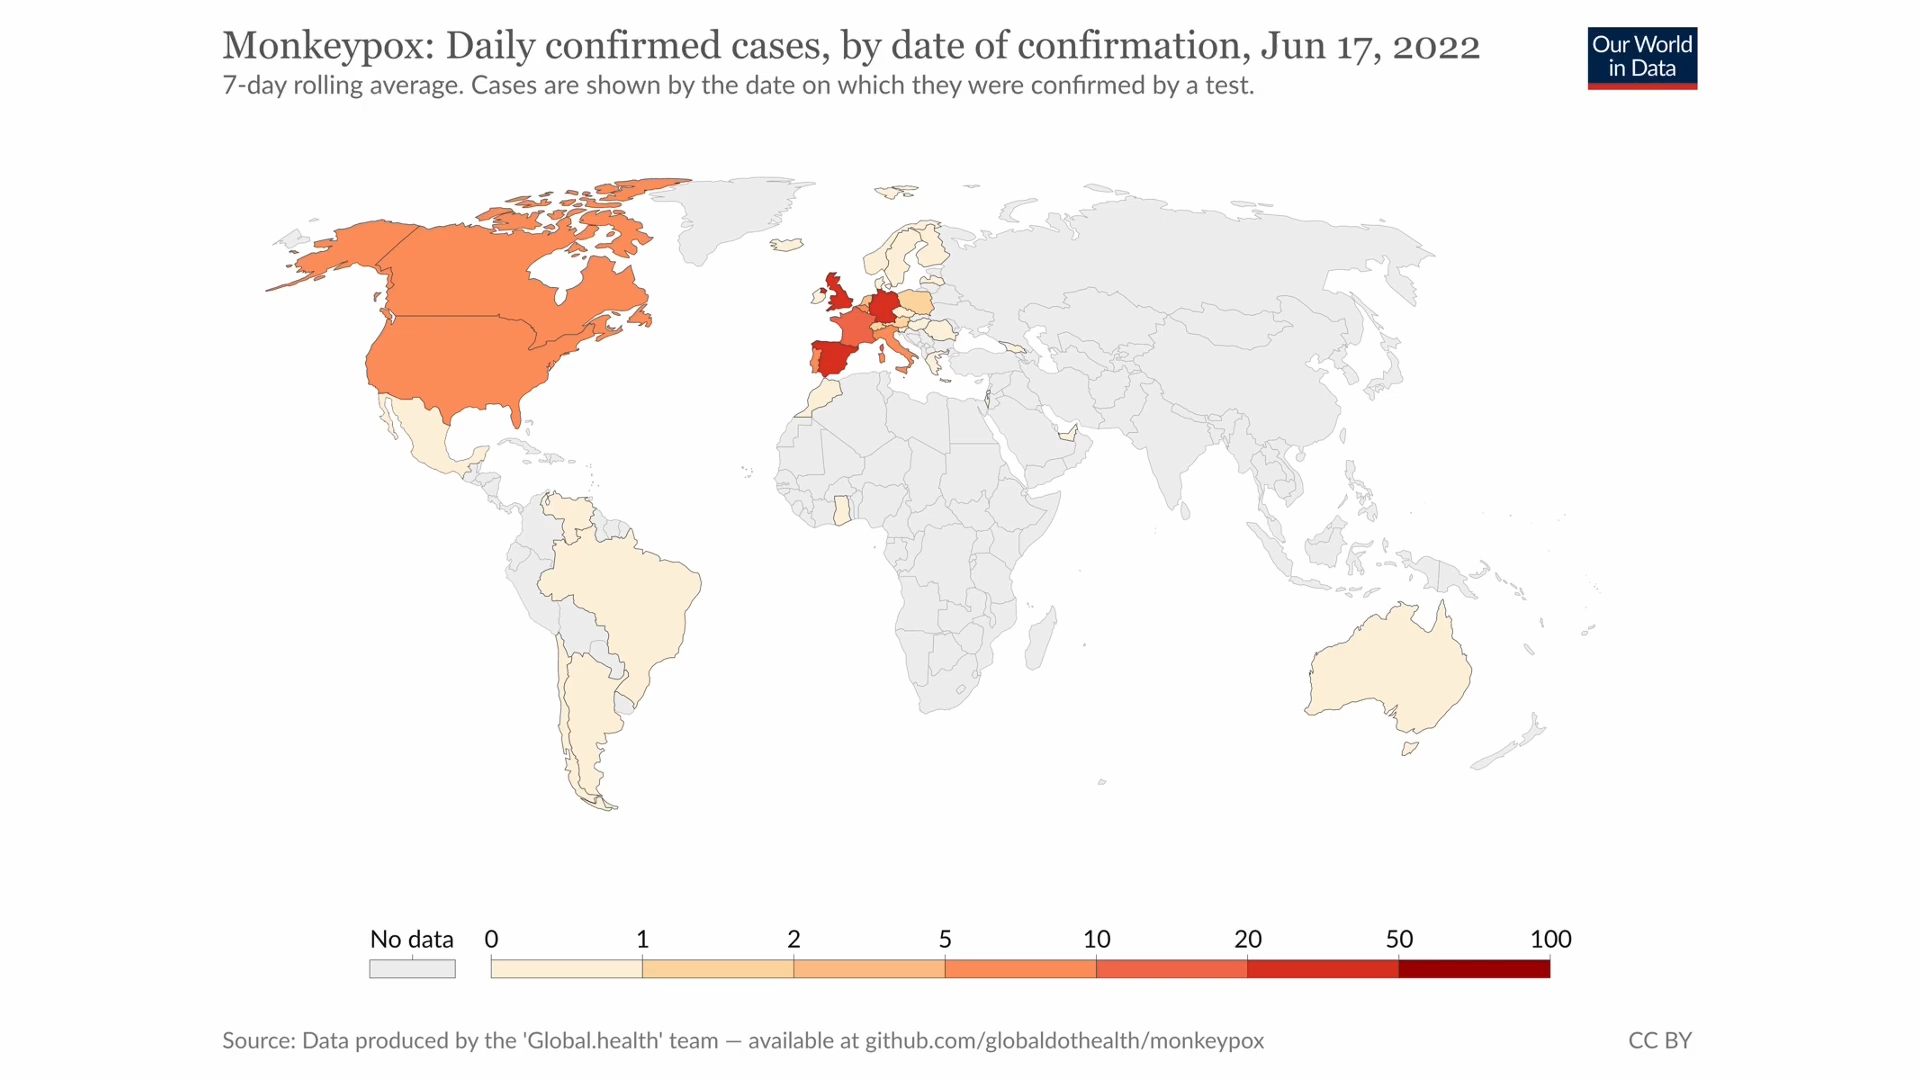 Monkeypox: Daily confirmed cases, by date of confirmation, Jun 17, 2022
7-day rolling average. Cases are shown by the date on which they were confirmed by a test.
Our World
in Data
No data 0 1 2 5 10 20 50 100
Source: Data produced by the 'Global.health' team — available at github.com/globaldothealth/monkeypox
CC BY